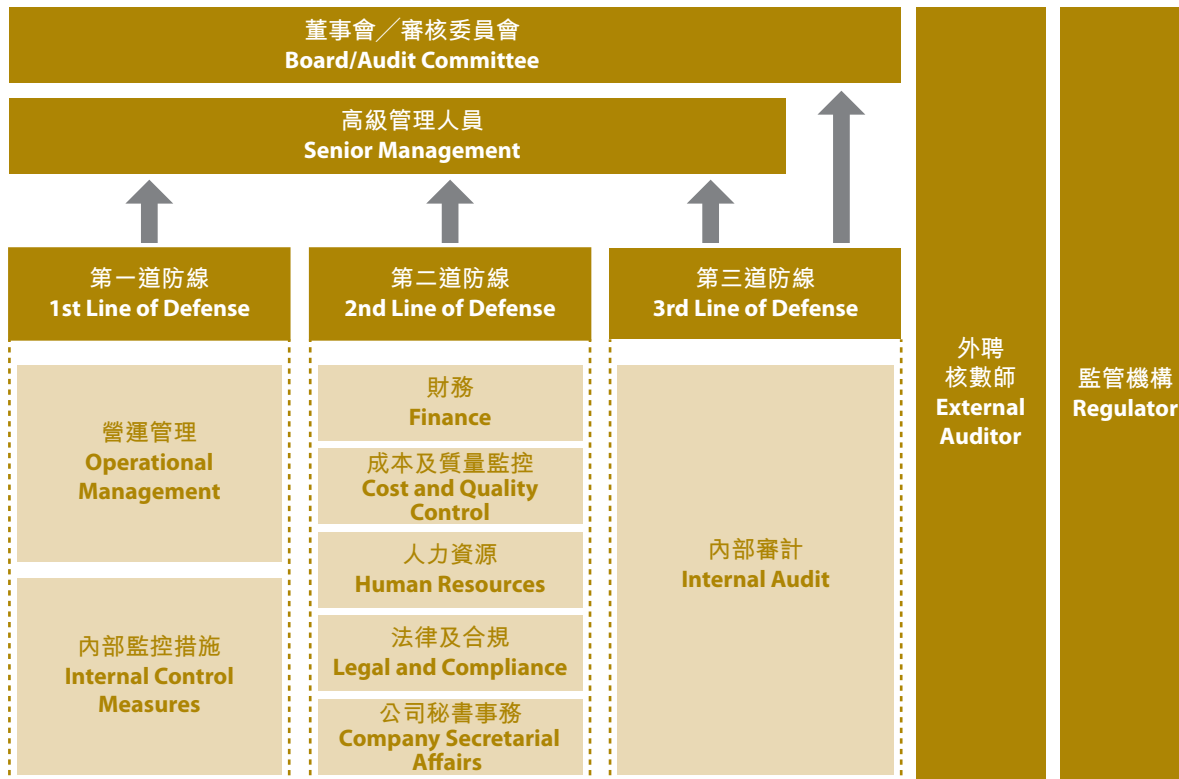 董事會╱審核委員會
Board/Audit Committee
高級管理人員
Senior Management
第一道防線
1st Line of Defense
第二道防線
2nd Line of Defense
第三道防線
3rd Line of Defense
營運管理
Operational
Management
內部監控措施
Internal Control
Measures
財務
Finance
成本及質量監控
Cost and Quality
Control
人力資源
Human Resources
法律及合規
Legal and Compliance
公司秘書事務
Company Secretarial
Affairs
內部審計
Internal Audit
外聘
核數師
External
Auditor
監管機構
Regulator